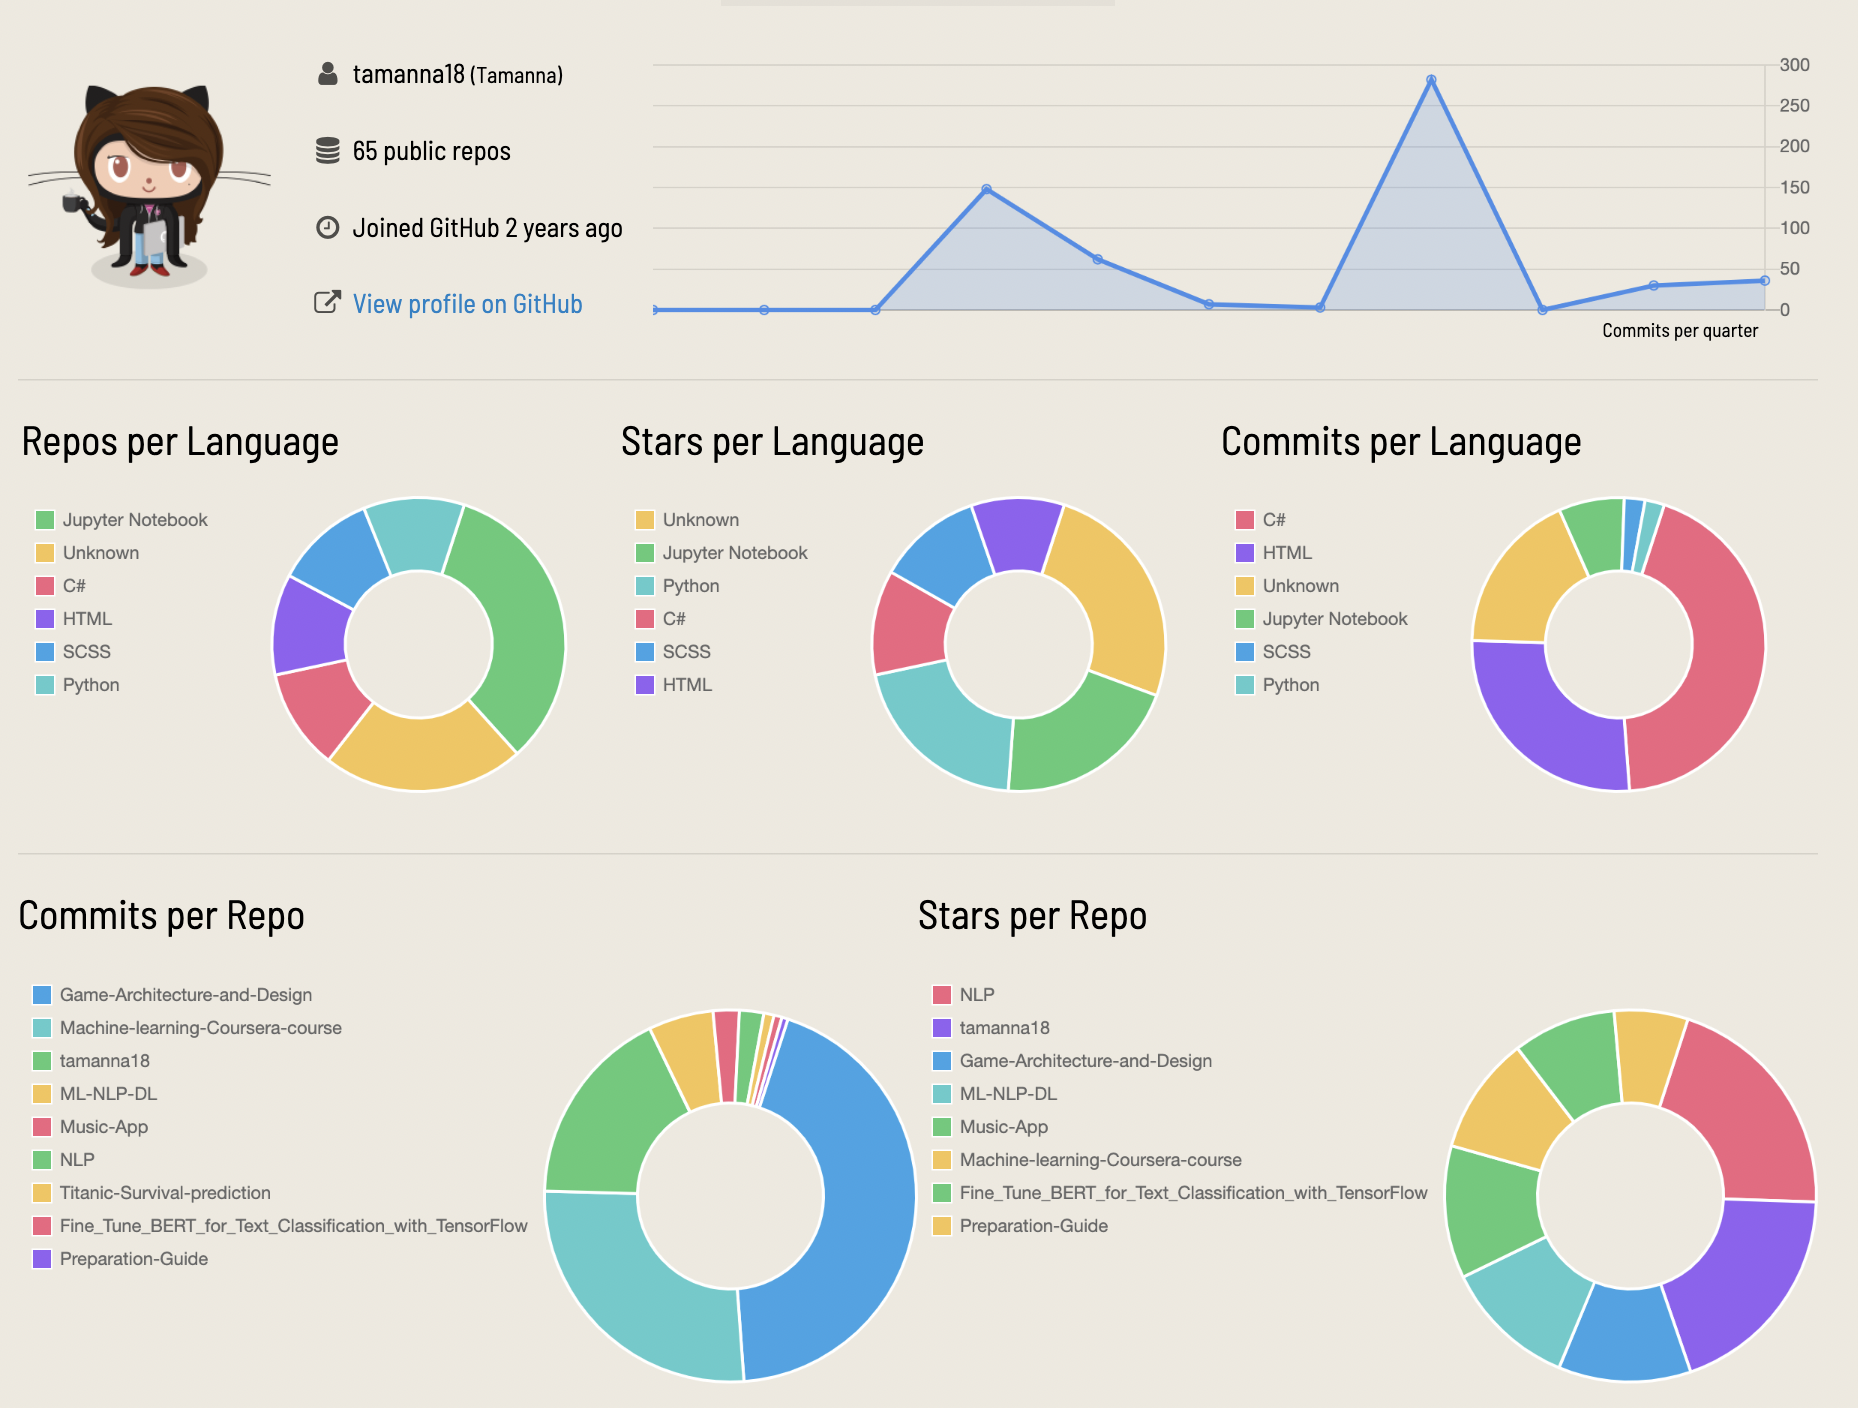 tamanna18 (Tamanna)
65 public repos
Joined GitHub 2 years ago
View profile on GitHub
300
250
200
150
100
50
0
Commits per quarter
Repos per Language
Jupyter Notebook
Unknown
C#
HTML
SCSS
Python
Stars per Language
Unknown
Jupyter Notebook
Python
C#
SCSS
HTML
Commits per Language
C#
HTML
Unknown
Jupyter Notebook
SCSS
Python
Commits per Repo
Game-Architecture-and-Design
Machine-learning-Coursera-course
tamanna18
ML-NLP-DL
Music-App
NLP
Titanic-Survival-prediction
Fine_Tune_BERT_for_Text_Classification_with_TensorFlow
Preparation-Guide
Stars per Repo
NLP
tamanna18
Game-Architecture-and-Design
ML-NLP-DL
Music-App
Machine-learning-Coursera-course
Fine_Tune_BERT_for_Text_Classification_with_TensorFlow
Preparation-Guide